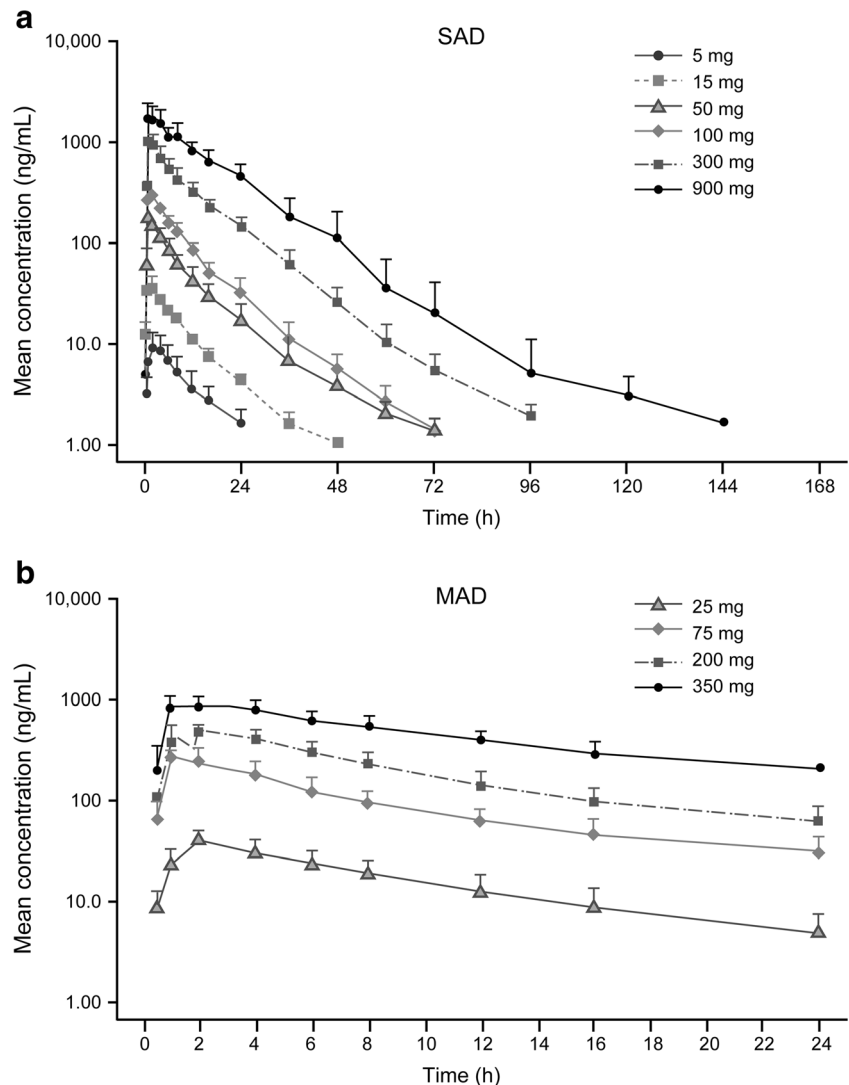 a
SAD
10,000
1000
100
10.0
1.00
Mean concentration (ng/mL)
5 mg
15 mg
50 mg
100 mg
300 mg
900 mg
0 24 48 72 96 120 144 168
Time (h)
b
MAD
10,000
1000
100
10.0
1.00
Mean concentration (ng/mL)
25 mg
75 mg
200 mg
350 mg
0 2 4 6 8 10 12 14 16 18 20 22 24
Time (h)